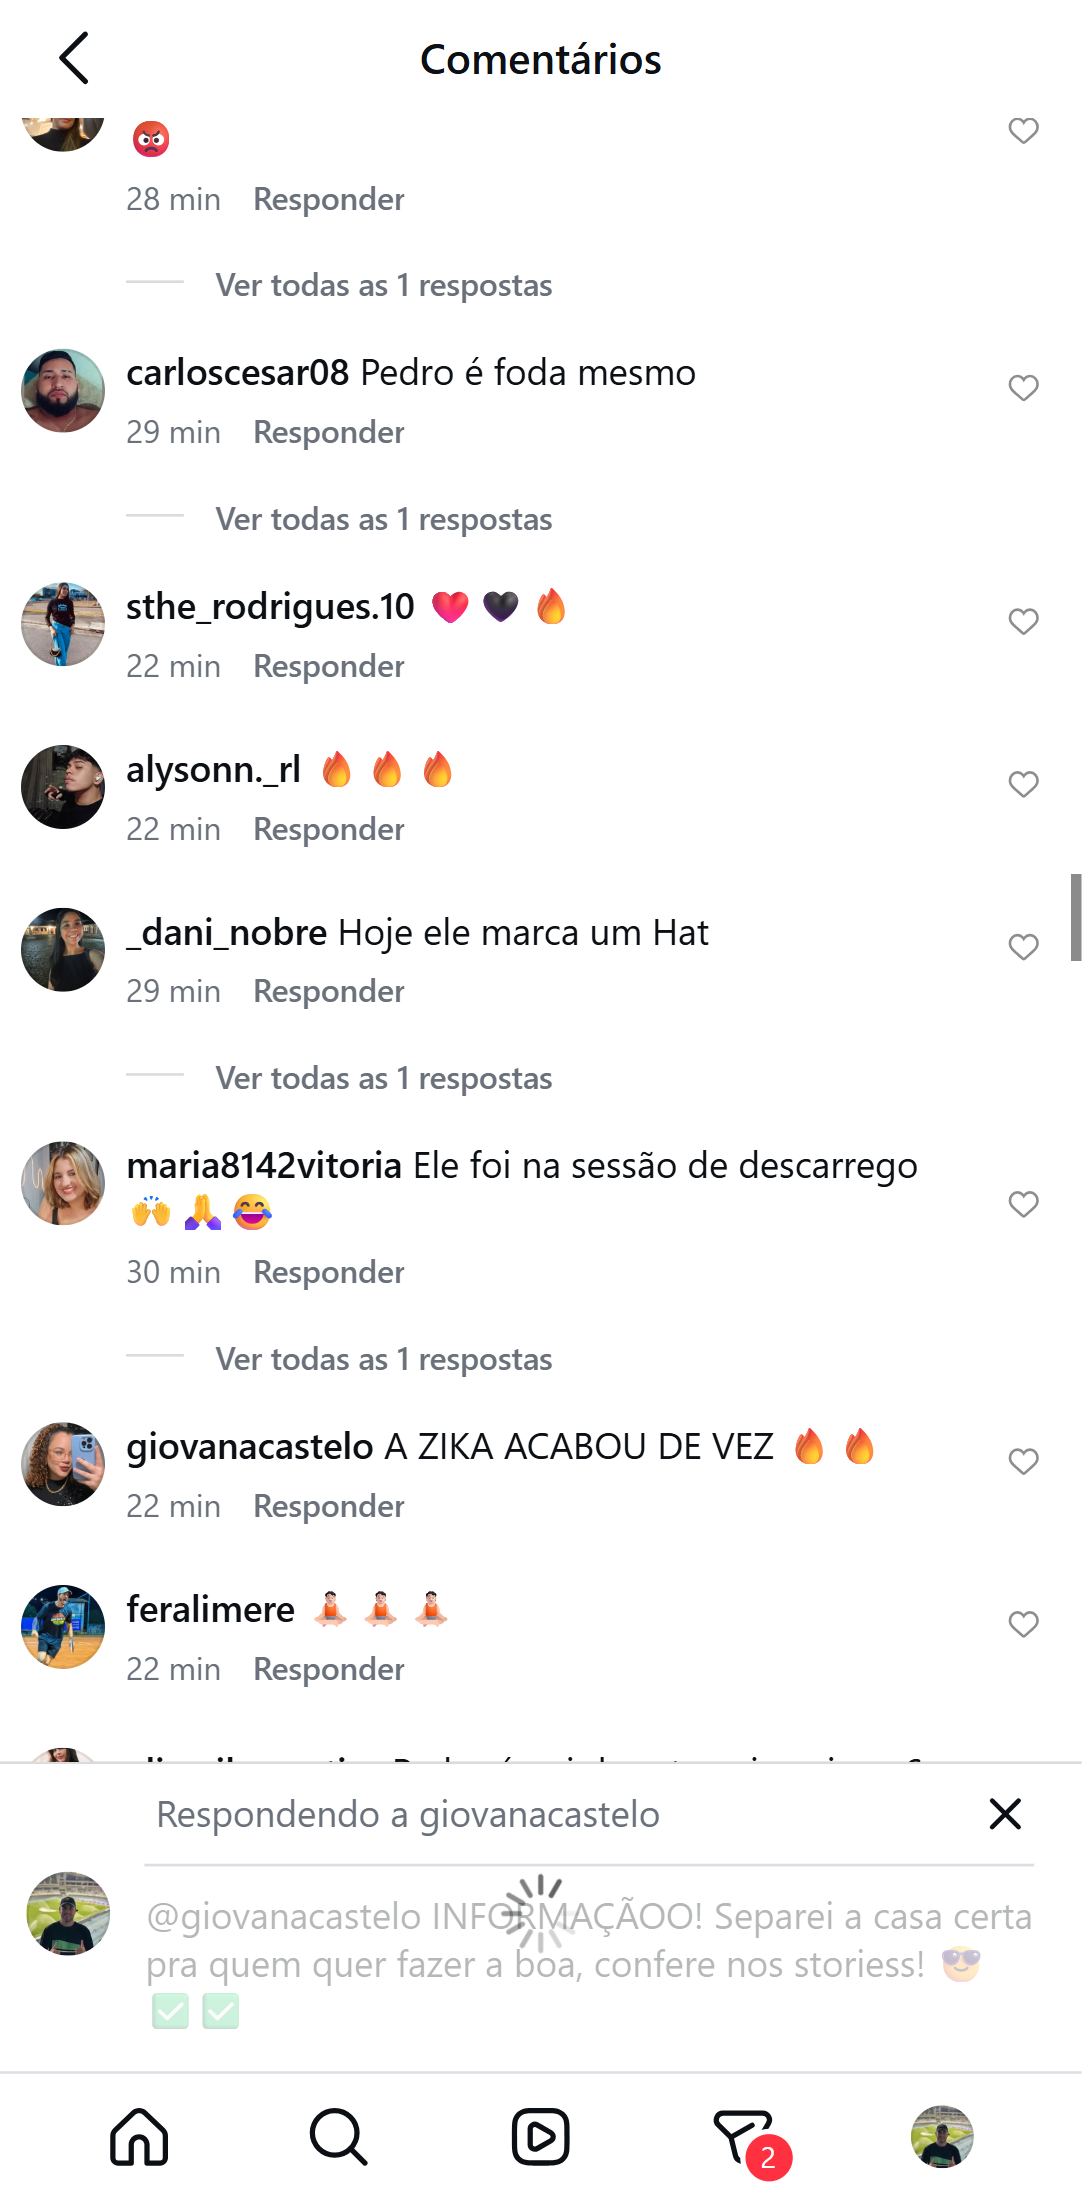 Comentários
😡
28 min Responder
Ver todas as 1 respostas
carloscesar08 Pedro é foda mesmo
29 min Responder
Ver todas as 1 respostas
sthe_rodrigues.10 ❤️ 🖤 🔥
22 min Responder
alysonn._rl 🔥 🔥 🔥
22 min Responder
_dani_nobre Hoje ele marca um Hat
29 min Responder
Ver todas as 1 respostas
maria8142vitoria Ele foi na sessão de descarrego
🙌 🙏 😂
30 min Responder
Ver todas as 1 respostas
giovanacastelo A ZIKA ACABOU DE VEZ 🔥 🔥
22 min Responder
feralimere 🧘🏻 🧘🏻 🧘🏻
22 min Responder
Respondendo a giovanacastelo
@giovanacastelo INFORMAÇÃOO! Separei a casa certa
pra quem quer fazer a boa, confere nos storiess! 😎
✅ ✅
2